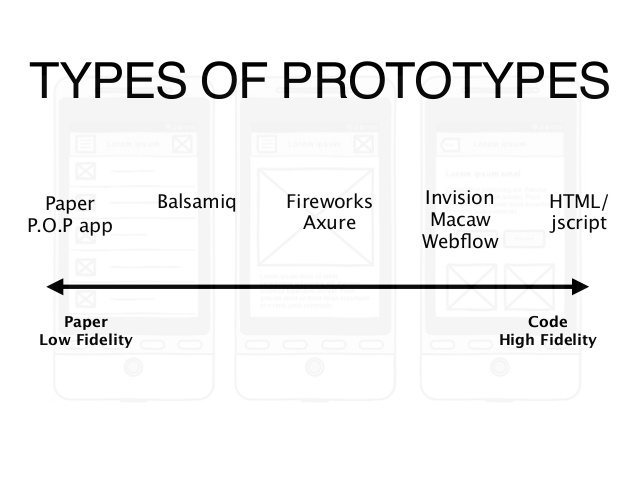 TYPES OF PROTOTYPES
Paper
P.O.P app
Balsamiq
Fireworks
Axure
Invision
Macaw
Webflow
HTML/
jscript
Paper
Low Fidelity
Code
High Fidelity